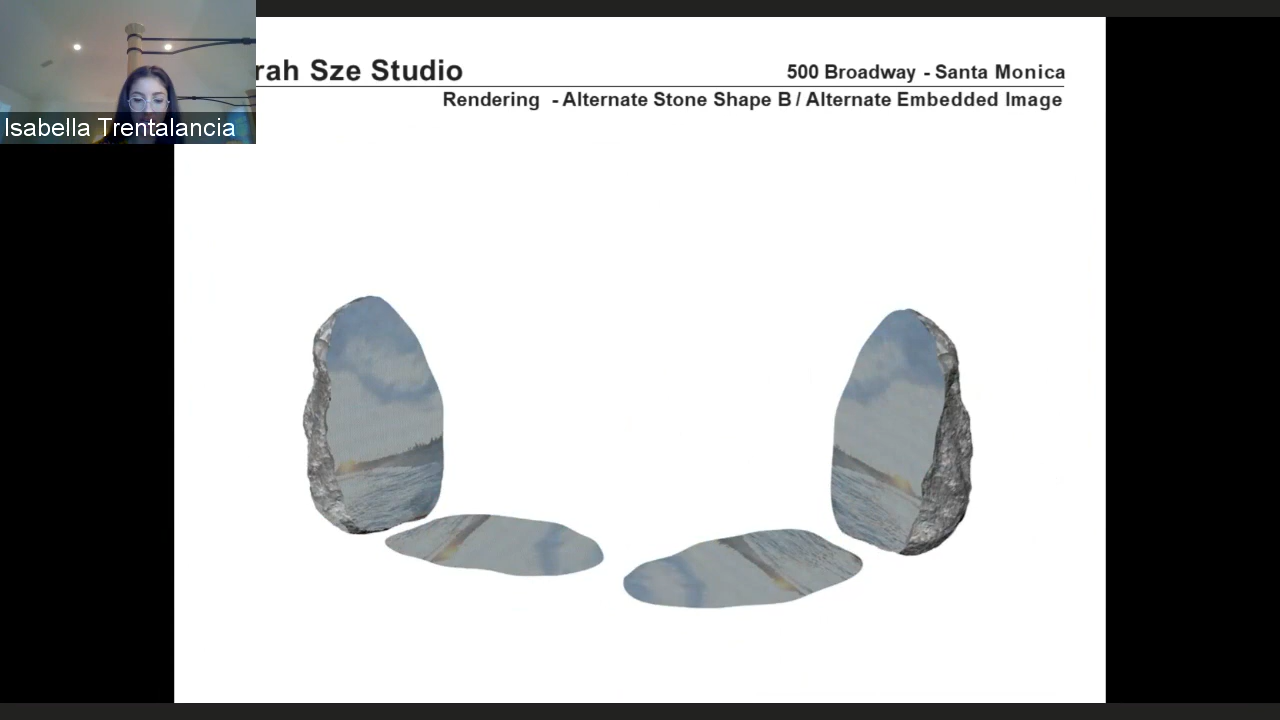 rah Sze Studio
500 Broadway - Santa Monica
Rendering - Alternate Stone Shape B / Alternate Embedded Image
Isabella Trentalancia